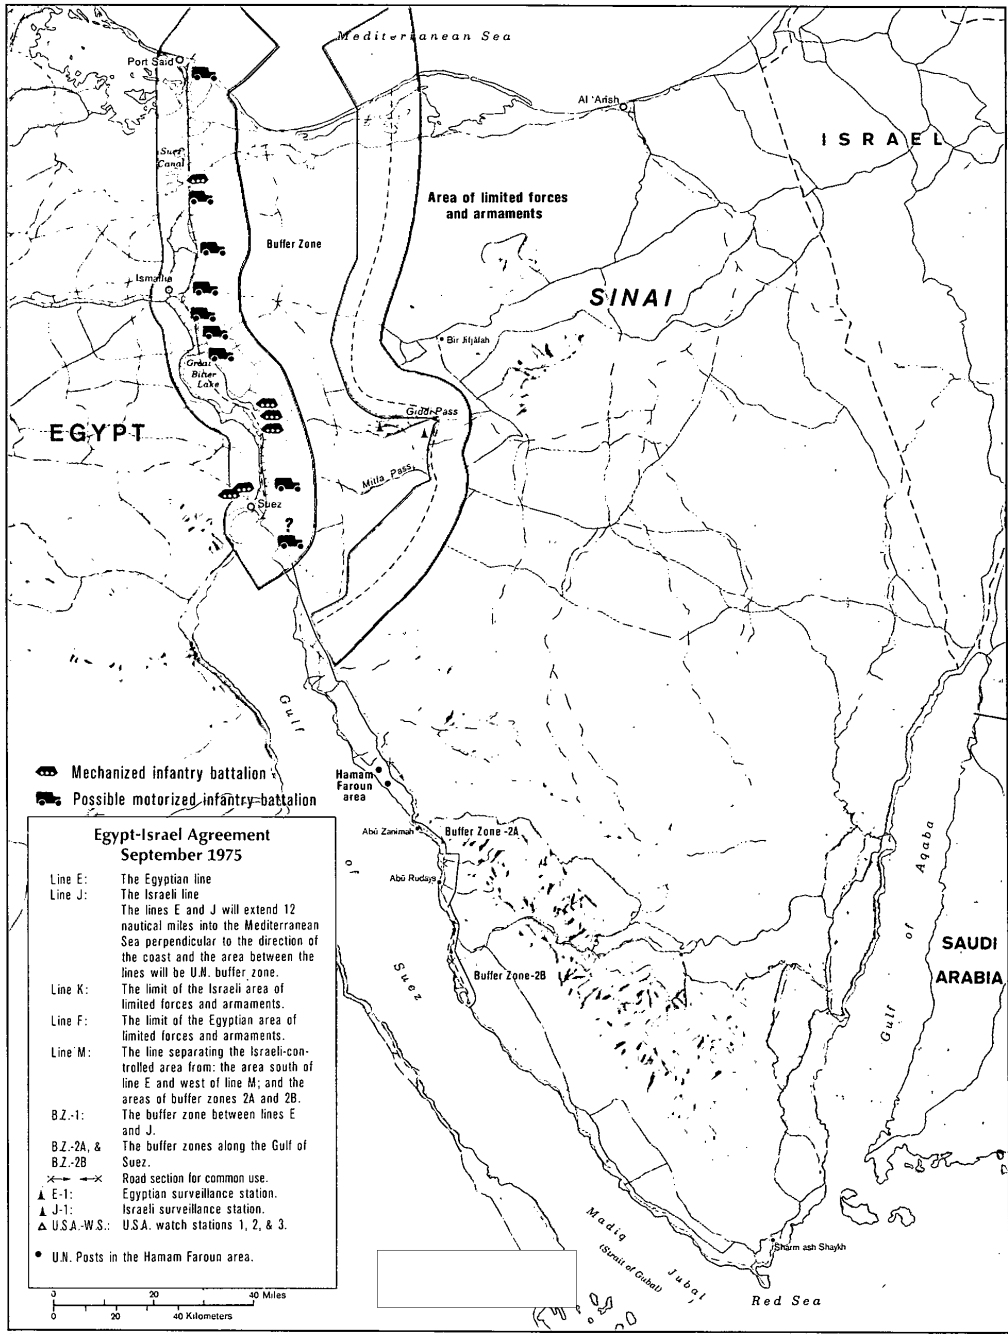 Mediterranean Sea
Port Said
Al ʿArish
ISRAEL
Suez
Canal
Area of limited forces
and armaments
Buffer Zone
Ismailia
SINAI
Bir Jifjafah
Great
Bitter
Lake
Giddi Pass
EGYPT
Mitla Pass
Suez
?
Gulf
of
Suez
Hamam
Faroun
area
Mechanized infantry battalion
Possible motorized infantry battalion
Abū Zanimah
Buffer Zone -2A
Abū Rudays
Buffer Zone-2B
Gulf
of
Aqaba
SAUDI
ARABIA
Egypt-Israel Agreement
September 1975
Line E: The Egyptian line
Line J: The Israeli line
The lines E and J will extend 12
nautical miles into the Mediterranean
Sea perpendicular to the direction of
the coast and the area between the
lines will be U.N. buffer zone.
Line K: The limit of the Israeli area of
limited forces and armaments.
Line F: The limit of the Egyptian area of
limited forces and armaments.
Line M: The line separating the Israeli-con-
trolled area from: the area south of
line E and west of line M; and the
areas of buffer zones 2A and 2B.
B.Z.-1: The buffer zone between lines E
and J.
B.Z.-2A, & The buffer zones along the Gulf of
B.Z.-2B Suez.
Road section for common use.
E-1: Egyptian surveillance station.
J-1: Israeli surveillance station.
U.S.A.-W.S.: U.S.A. watch stations 1, 2, & 3.
U.N. Posts in the Hamam Faroun area.
0 20 40 Miles
0 20 40 Kilometers
Madiq Jubal
(Strait of Gubal)
Sharm ash Shaykh
Red Sea